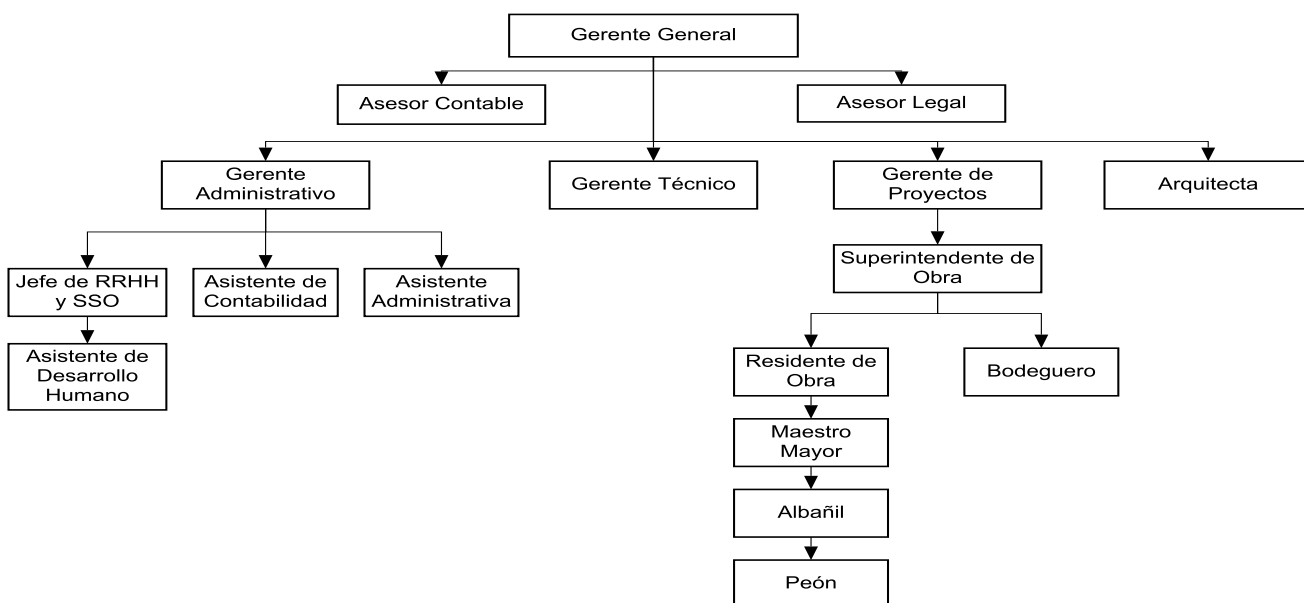 Gerente General
Asesor Contable
Asesor Legal
Gerente
Administrativo
Gerente Técnico
Gerente de
Proyectos
Arquitecta
Superintendente de
Obra
Jefe de RRHH
y SSO
Asistente de
Contabilidad
Asistente
Administrativa
Asistente de
Desarrollo
Humano
Residente de
Obra
Bodeguero
Maestro
Mayor
Albañil
Peón